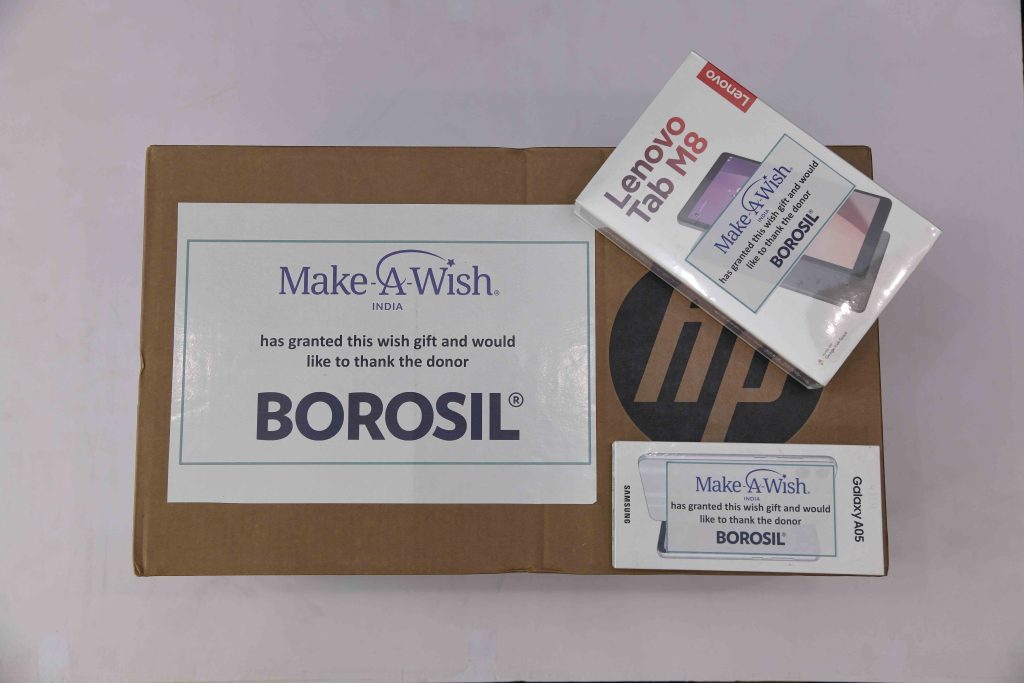 Make-A-Wish®
INDIA
has granted this wish gift and would
like to thank the donor
BOROSIL®
Lenovo
Lenovo
Tab M8
Make-A-Wish.
INDIA
has granted this wish gift and would
like to thank the donor
BOROSIL®
hp
SAMSUNG
Make-A-Wish.
INDIA
has granted this wish gift and would
like to thank the donor
BOROSIL®
Galaxy A05